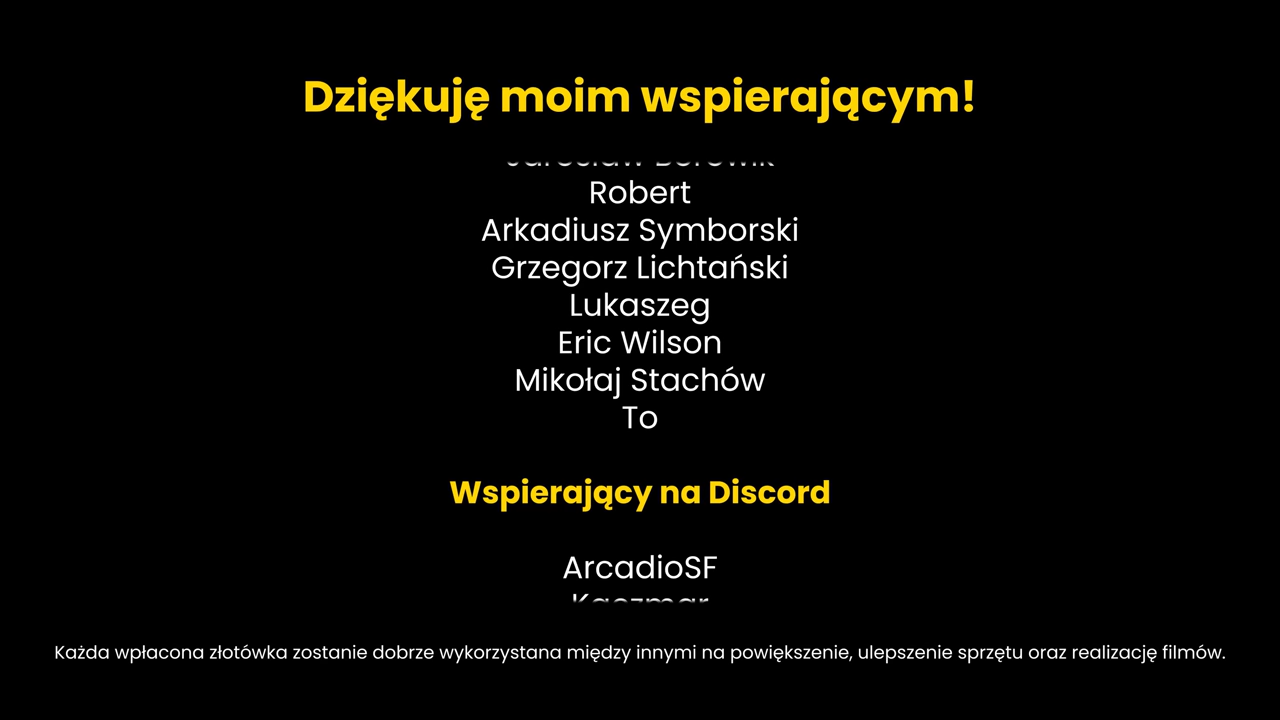 Dziękuję moim wspierającym!
Robert
Arkadiusz Symborski
Grzegorz Lichtański
Lukaszeg
Eric Wilson
Mikołaj Stachów
To
Wspierający na Discord
ArcadioSF
Każda wpłacona złotówka zostanie dobrze wykorzystana między innymi na powiększenie, ulepszenie sprzętu oraz realizację filmów.